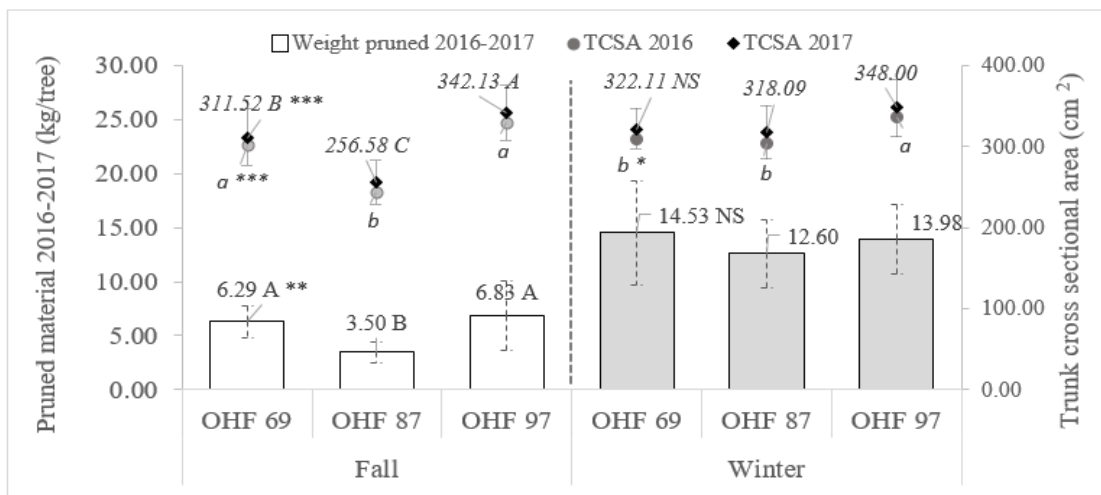 Weight pruned 2016-2017 TCSA 2016 TCSA 2017
Pruned material 2016-2017 (kg/tree)
30.00
25.00
20.00
15.00
10.00
5.00
0.00
311.52 B ***
256.58 C
342.13 A
322.11 NS
318.09
348.00
a ***
b
a
b *
b
a
6.29 A **
3.50 B
6.83 A
14.53 NS
12.60
13.98
400.00
300.00
200.00
100.00
0.00
Trunk cross sectional area (cm ²)
OHF 69 OHF 87 OHF 97 OHF 69 OHF 87 OHF 97
Fall Winter